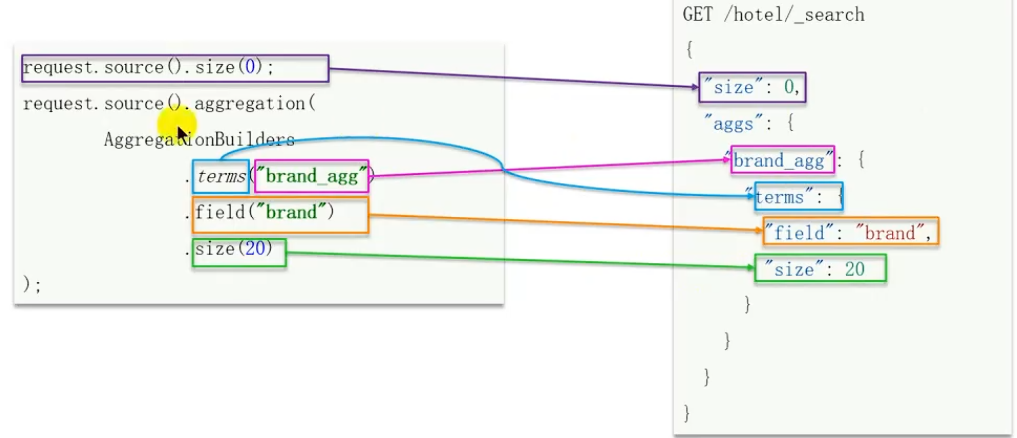 request.source().size(0);
request.source().aggregation(
AggregationBuilders
.terms("brand_agg")
.field("brand")
.size(20)
);
GET /hotel/_search
{
"size": 0,
"aggs": {
"brand_agg": {
"terms": {
"field": "brand",
"size": 20
}
}
}
}